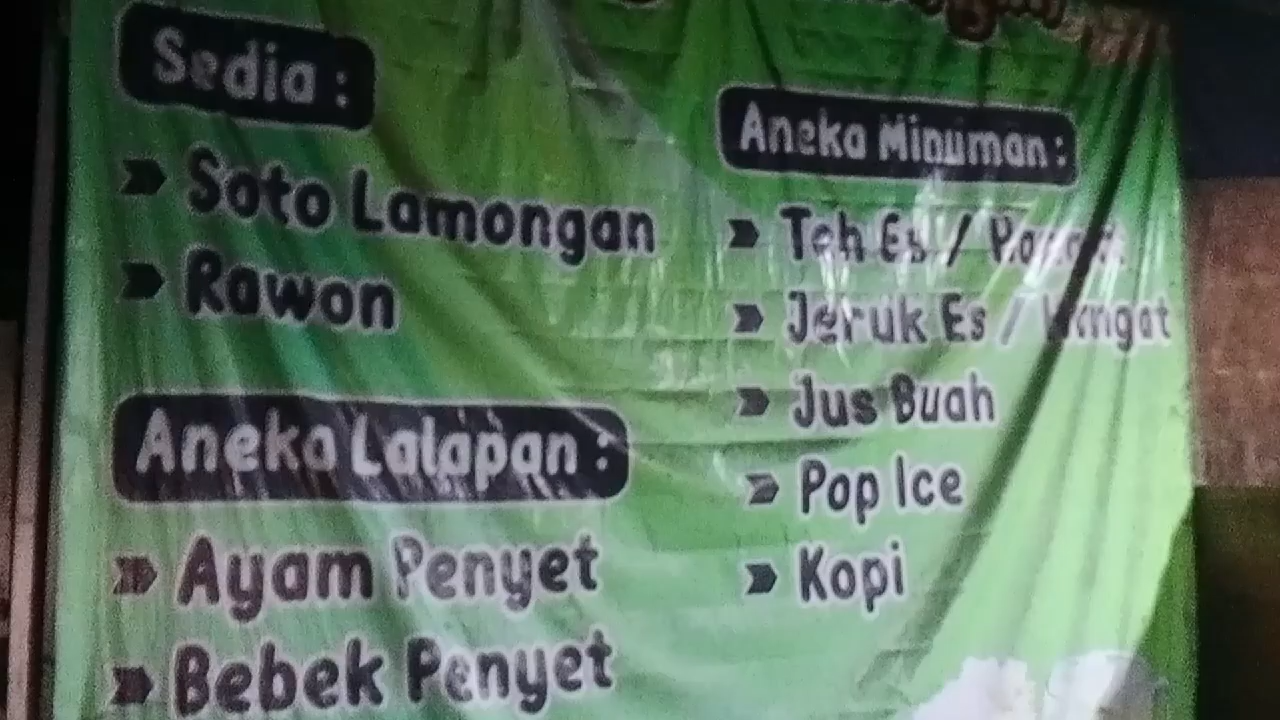 Sedia :
Soto Lamongan
Rawon
Aneka Lalapan :
Ayam Penyet
Bebek Penyet
Aneka Minuman :
Teh Es /
Jeruk Es / Hangat
Jus Buah
Pop Ice
Kopi